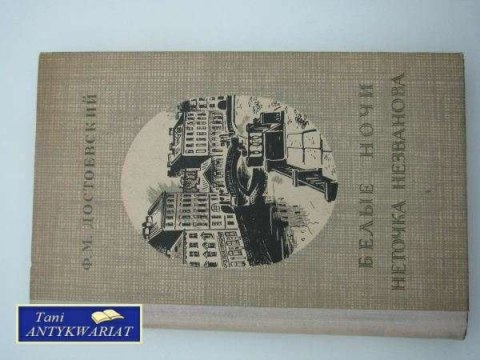 Ф. М. ДОСТОЕВСКИЙ
БЕЛЫЕ НОЧИ
НЕТОЧКА НЕЗВАНОВА
Tani
ANTYKWARIAT